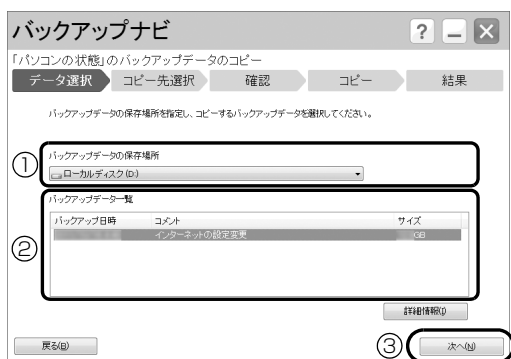 バックアップナビ
?
「パソコンの状態」のバックアップデータのコピー
データ選択 コピー先選択 確認 コピー 結果
バックアップデータの保存場所を指定し、コピーするバックアップデータを選択してください。
①
バックアップデータの保存場所
ローカルディスク (D:)
②
バックアップデータ一覧
バックアップ日時 コメント サイズ
インターネットの設定変更 GB
詳細情報(I)
戻る(B)
③
次へ(N)